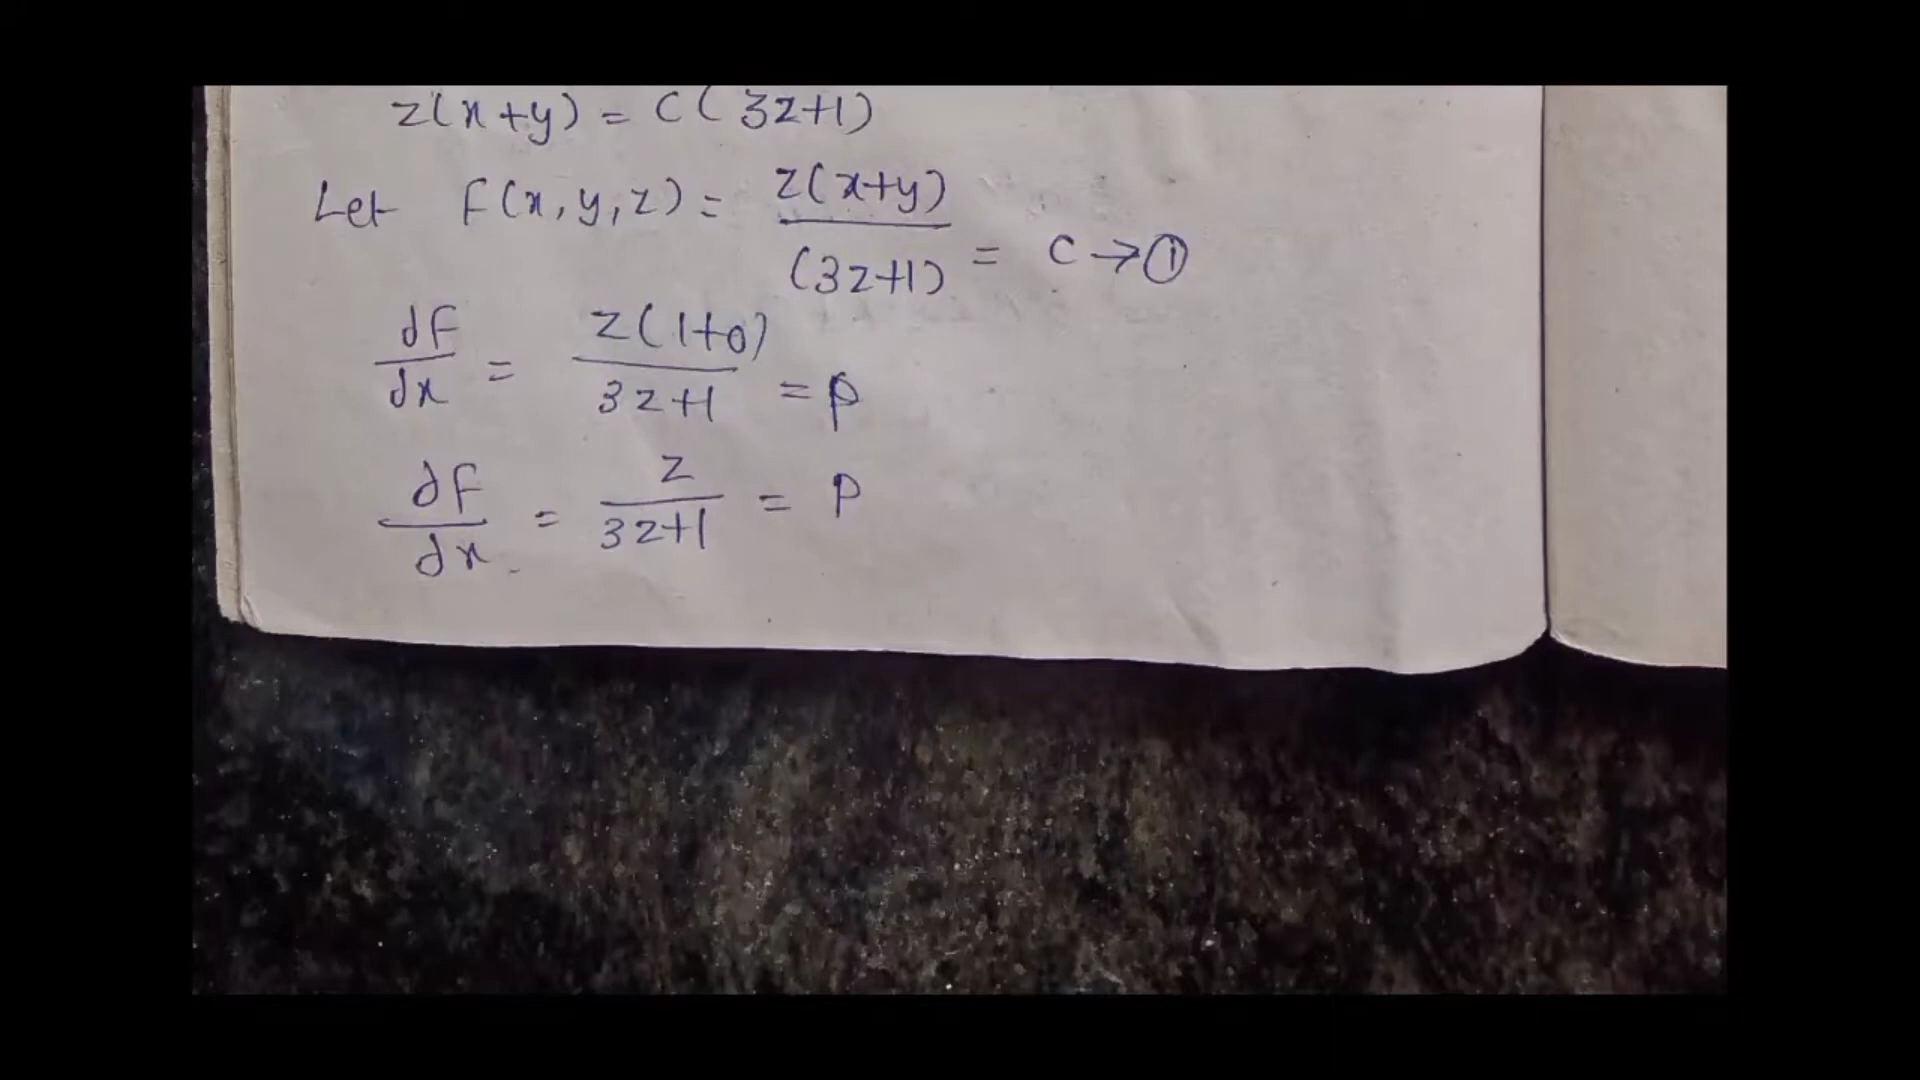 z(x+y) = C(3z+1)
Let f(x,y,z) = z(x+y)/(3z+1) = C → ①
∂f/∂x = z(1+0)/3z+1 = p
∂f/∂x = z/3z+1 = P